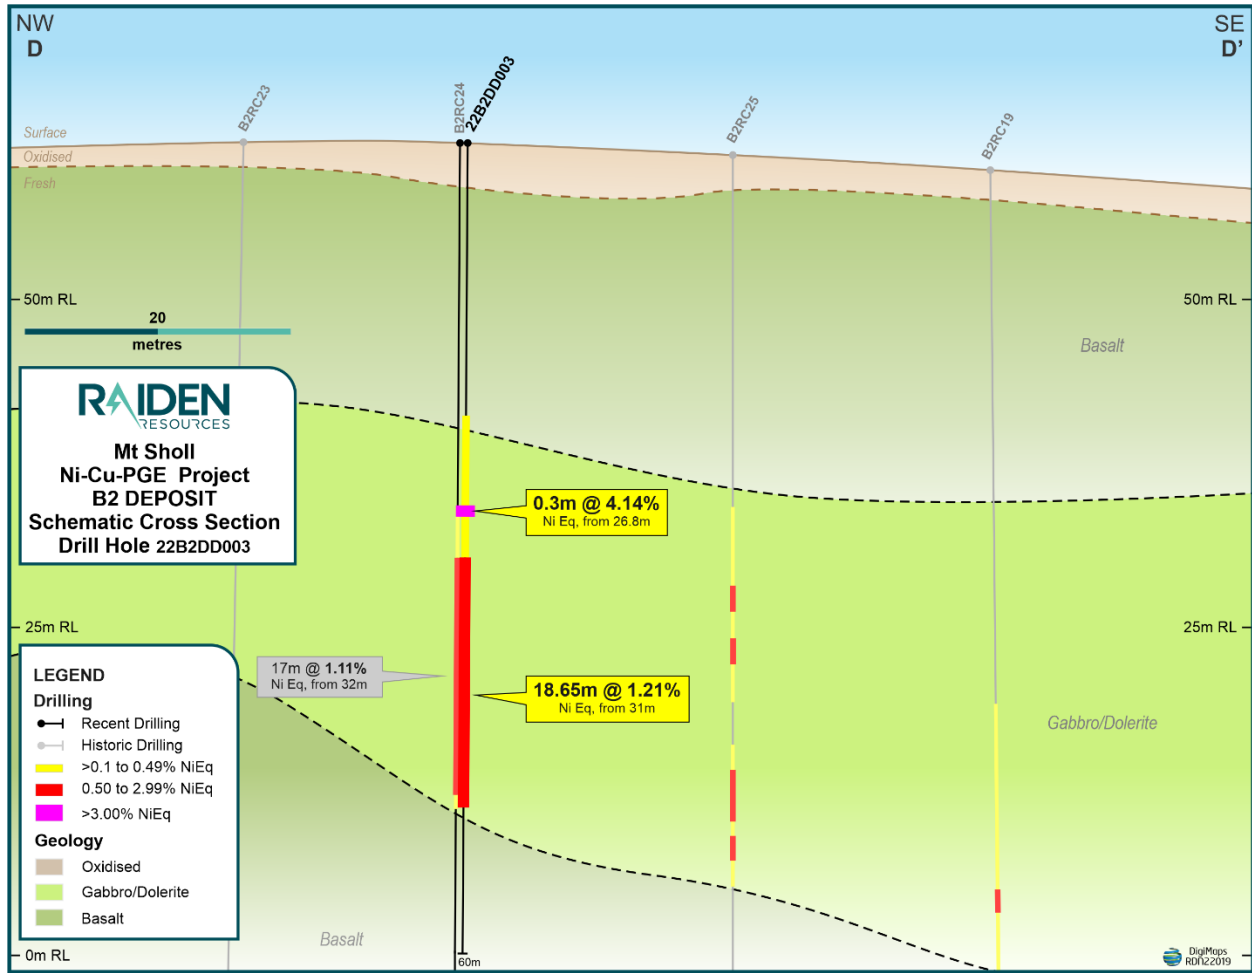 NW
D
SE
D'
B2RC23
B2RC24
22B2DD003
B2RC25
B2RC19
Surface
Oxidised
Fresh
50m RL
50m RL
20
metres
Basalt
RAIDEN
RESOURCES
Mt Sholl
Ni-Cu-PGE Project
B2 DEPOSIT
Schematic Cross Section
Drill Hole 22B2DD003
0.3m @ 4.14%
Ni Eq, from 26.8m
25m RL
25m RL
17m @ 1.11%
Ni Eq, from 32m
18.65m @ 1.21%
Ni Eq, from 31m
Gabbro/Dolerite
LEGEND
Drilling
Recent Drilling
Historic Drilling
>0.1 to 0.49% NiEq
0.50 to 2.99% NiEq
>3.00% NiEq
Geology
Oxidised
Gabbro/Dolerite
Basalt
Basalt
0m RL
60m
0m RL
DigiMaps
RDN22019